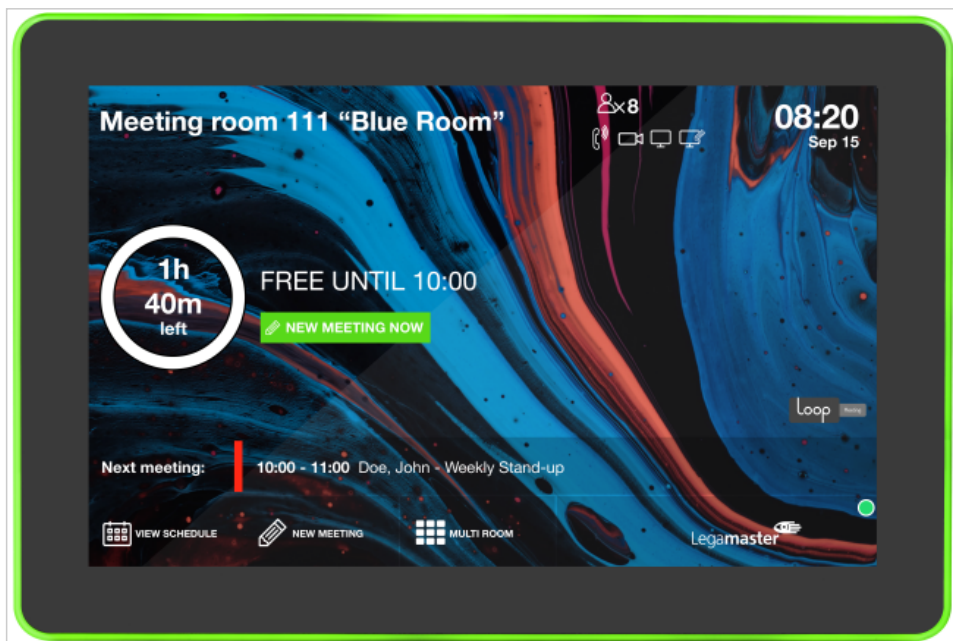 Meeting room 111 “Blue Room”
×8
08:20
Sep 15
1h
40m
left
FREE UNTIL 10:00
NEW MEETING NOW
Loop
Next meeting:
10:00 - 11:00 Doe, John - Weekly Stand-up
VIEW SCHEDULE
NEW MEETING
MULTI ROOM
Legamaster